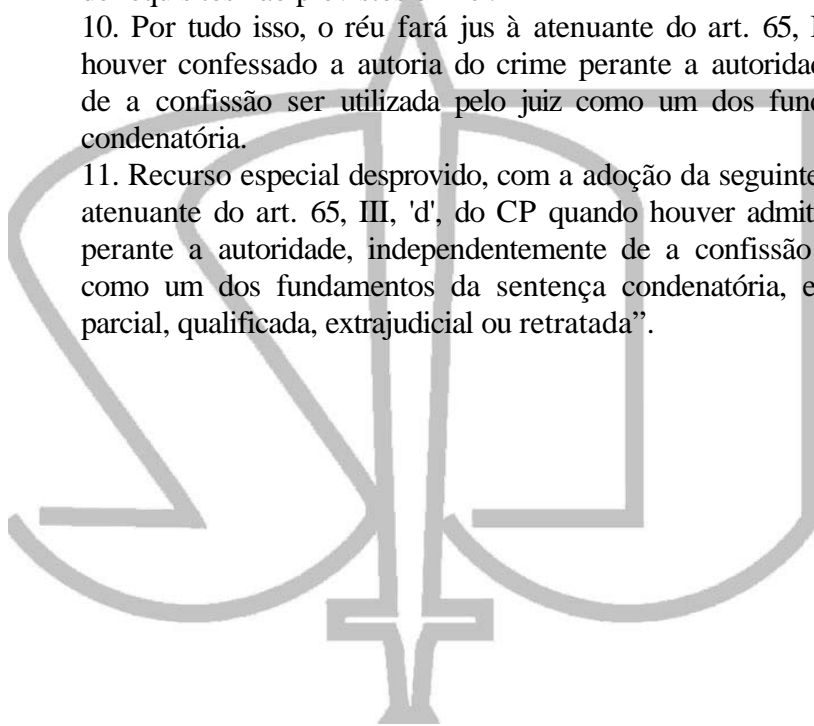 10. Por tudo isso, o réu fará jus à atenuante do art. 65,
houver confessado a autoria do crime perante a
de a confissão ser utilizada pelo juiz como um dos
condenatória.
11. Recurso especial desprovido, com a adoção da seguinte
atenuante do art. 65, III, 'd', do CP quando houver
perante a autoridade, independentemente de a confissão
como um dos fundamentos da sentença condenatória,
parcial, qualificada, extrajudicial ou retratada”.